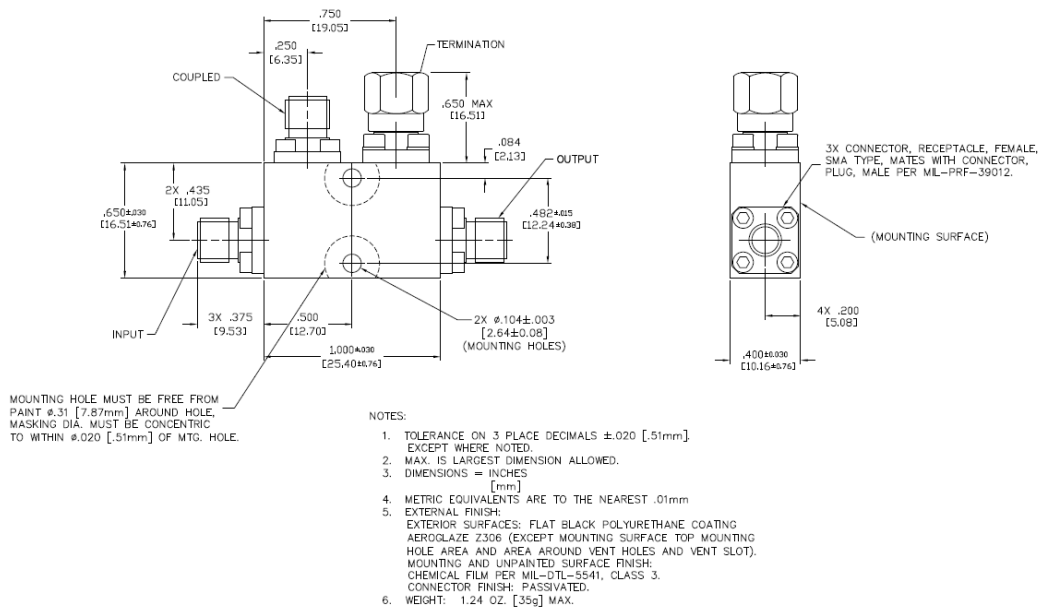 .750
[19.05]
.250
[6.35]
TERMINATION
COUPLED
.650 MAX
[16.51]
.084
[2.13]
OUTPUT
2X .435
[11.05]
.650±.030
[16.51±0.76]
.482±.015
[12.24±0.38]
3X .375
[9.53]
.500
[12.70]
INPUT
2X ø.104±.003
[2.64±0.08]
(MOUNTING HOLES)
1.000±.030
[25.40±0.76]
MOUNTING HOLE MUST BE FREE FROM
PAINT ø.31 [7.87mm] AROUND HOLE,
MASKING DIA. MUST BE CONCENTRIC
TO WITHIN ø.020 [.51mm] OF MTG. HOLE.
3X CONNECTOR, RECEPTACLE, FEMALE,
SMA TYPE, MATES WITH CONNECTOR,
PLUG, MALE PER MIL-PRF-39012.
(MOUNTING SURFACE)
4X .200
[5.08]
.400±0.030
[10.16±0.76]
NOTES:
1. TOLERANCE ON 3 PLACE DECIMALS ±.020 [.51mm].
EXCEPT WHERE NOTED.
2. MAX. IS LARGEST DIMENSION ALLOWED.
3. DIMENSIONS = INCHES
[mm]
4. METRIC EQUIVALENTS ARE TO THE NEAREST .01mm
5. EXTERNAL FINISH:
EXTERIOR SURFACES: FLAT BLACK POLYURETHANE COATING
AEROGLAZE Z306 (EXCEPT MOUNTING SURFACE TOP MOUNTING
HOLE AREA AND AREA AROUND VENT HOLES AND VENT SLOT).
MOUNTING AND UNPAINTED SURFACE FINISH:
CHEMICAL FILM PER MIL-DTL-5541, CLASS 3.
CONNECTOR FINISH: PASSIVATED.
6. WEIGHT: 1.24 OZ. [35g] MAX.